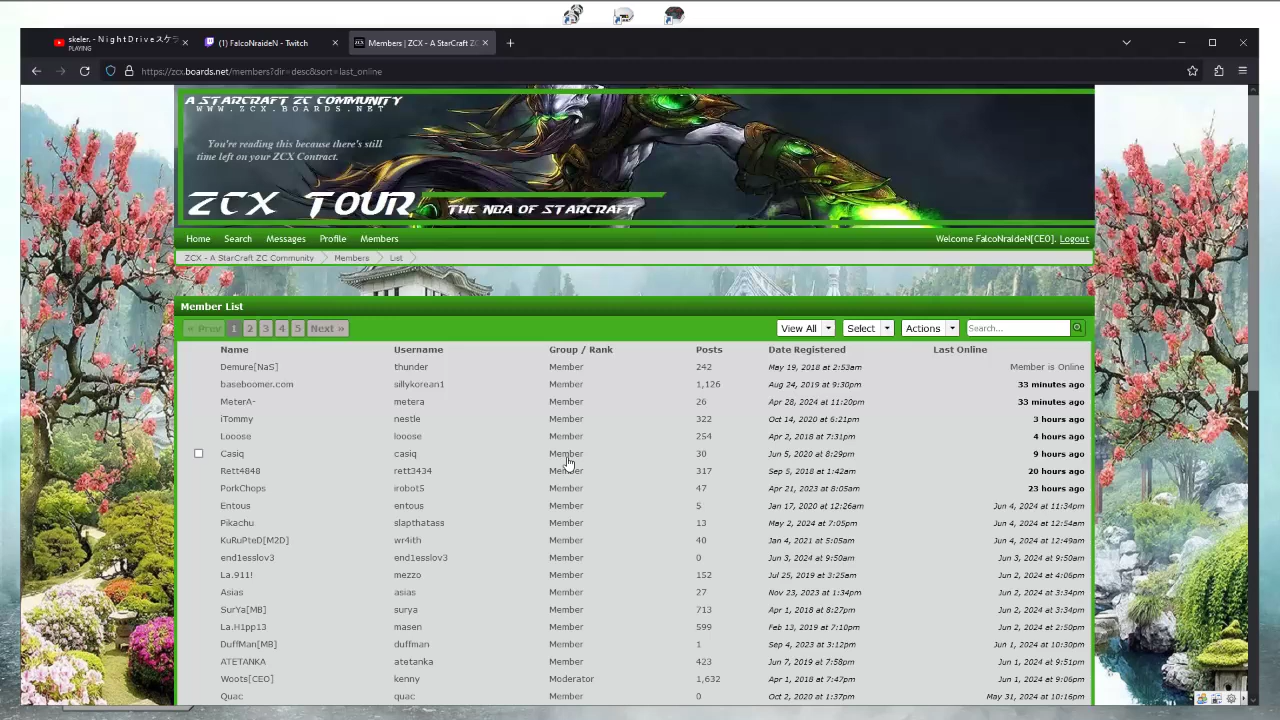 skeler. - N i g h t D r i v e スケラ
PLAYING
(1) FalcoNraideN - Twitch
Members | ZCX - A StarCraft ZC
https://zcx.boards.net/members?dir=desc&sort=last_online
A STARCRAFT ZC COMMUNITY
WWW.ZCX.BOARDS.NET
You're reading this because there's still
time left on your ZCX Contract.
ZCX TOUR THE NBA OF STARCRAFT
Home Search Messages Profile Members Welcome FalcoNraideN[CEO]. Logout
ZCX - A StarCraft ZC Community Members List
Member List
« Prev 1 2 3 4 5 Next » View All Select Actions Search...
Name Username Group / Rank Posts Date Registered Last Online
Demure[NaS] thunder Member 242 May 19, 2018 at 2:53am Member is Online
baseboomer.com sillykorean1 Member 1,126 Aug 24, 2019 at 9:30pm 33 minutes ago
MeterA- metera Member 26 Apr 28, 2024 at 11:20pm 33 minutes ago
iTommy nestle Member 322 Oct 14, 2020 at 6:21pm 3 hours ago
Looose looose Member 254 Apr 2, 2018 at 7:31pm 4 hours ago
Casiq casiq Member 30 Jun 5, 2020 at 8:29pm 9 hours ago
Rett4848 rett3434 Member 317 Sep 5, 2018 at 1:42am 20 hours ago
PorkChops irobot5 Member 47 Apr 21, 2023 at 8:05am 23 hours ago
Entous entous Member 5 Jan 17, 2020 at 12:26am Jun 4, 2024 at 11:34pm
Pikachu slapthatass Member 13 May 2, 2024 at 7:05pm Jun 4, 2024 at 12:54am
KuRuPteD[M2D] wr4ith Member 40 Jan 4, 2021 at 5:05am Jun 4, 2024 at 12:49am
end1esslov3 end1esslov3 Member 0 Jun 3, 2024 at 9:50am Jun 3, 2024 at 9:50am
La.911! mezzo Member 152 Jul 25, 2019 at 3:25am Jun 2, 2024 at 4:06pm
Asias asias Member 27 Nov 23, 2023 at 1:34pm Jun 2, 2024 at 3:34pm
SurYa[MB] surya Member 713 Apr 1, 2018 at 8:27pm Jun 2, 2024 at 3:34pm
La.H1pp13 masen Member 599 Feb 13, 2019 at 7:10pm Jun 2, 2024 at 2:50pm
DuffMan[MB] duffman Member 1 Sep 4, 2023 at 3:12pm Jun 1, 2024 at 10:30pm
ATETANKA atetanka Member 423 Jun 7, 2019 at 7:58pm Jun 1, 2024 at 9:51pm
Woots[CEO] kenny Moderator 1,632 Apr 1, 2018 at 7:47pm Jun 1, 2024 at 9:06pm
Quac quac Member 0 Oct 2, 2020 at 1:37pm May 31, 2024 at 10:16pm